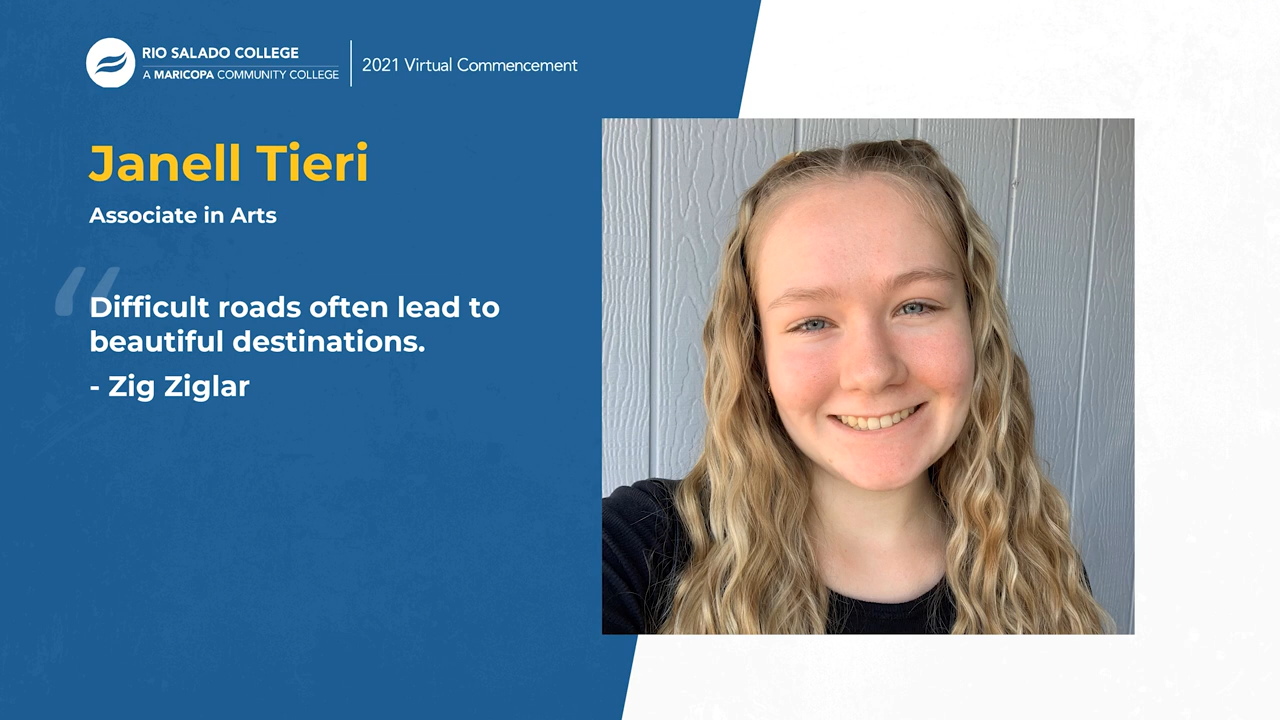 RIO SALADO COLLEGE
A MARICOPA COMMUNITY COLLEGE
2021 Virtual Commencement
Janell Tieri
Associate in Arts
“
Difficult roads often lead to
beautiful destinations.
- Zig Ziglar